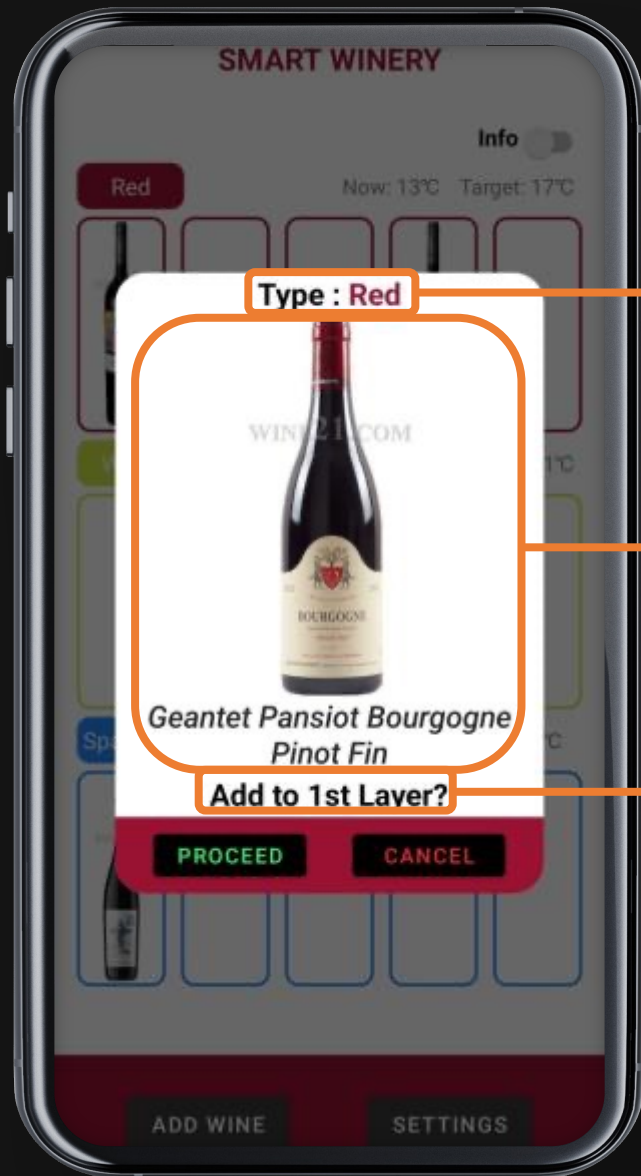 SMART WINERY
Info
Red
Now: 13℃ Target: 17℃
Type : Red
WINE21.COM
BOURGOGNE
1℃
Geantet Pansiot Bourgogne
Pinot Fin
Add to 1st Layer?
PROCEED
CANCEL
ADD WINE
SETTINGS